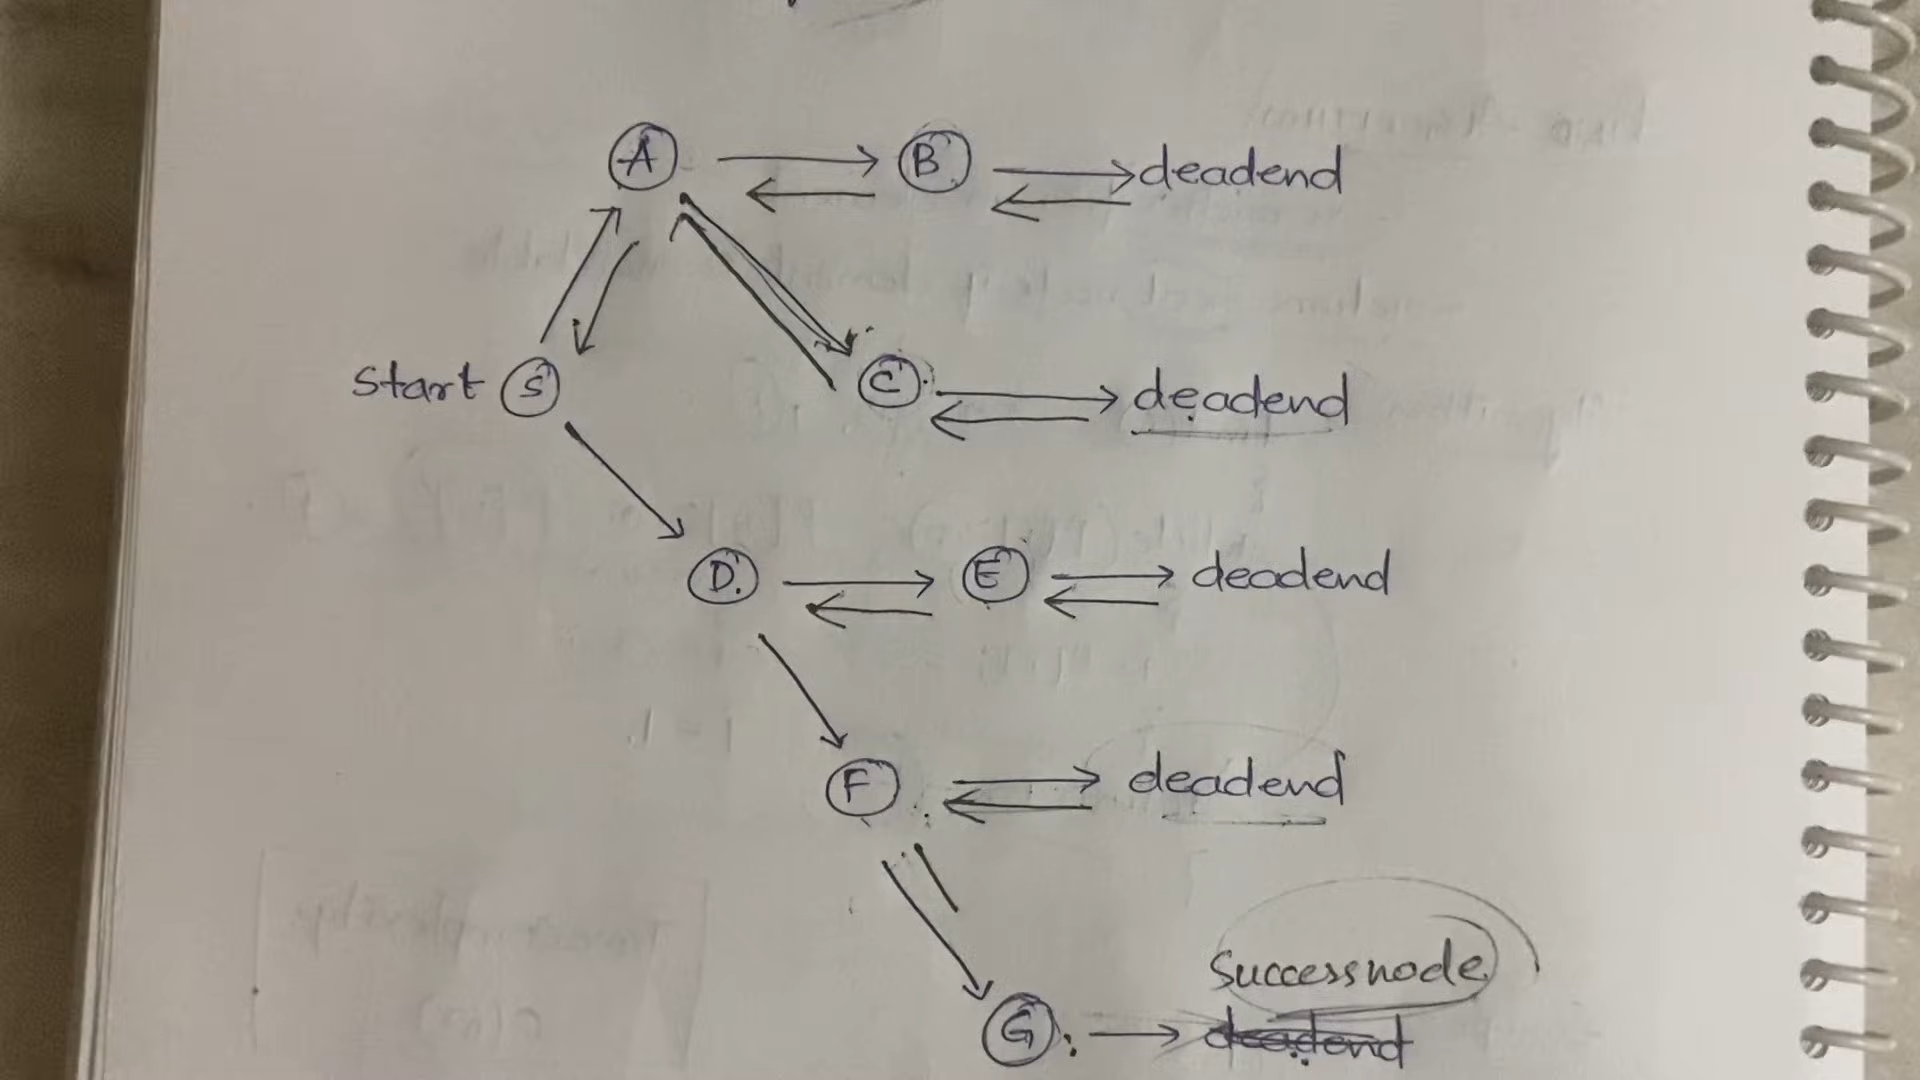 A B deadend
Start S C deadend
D E deadend
F deadend
Successnode
G deadend